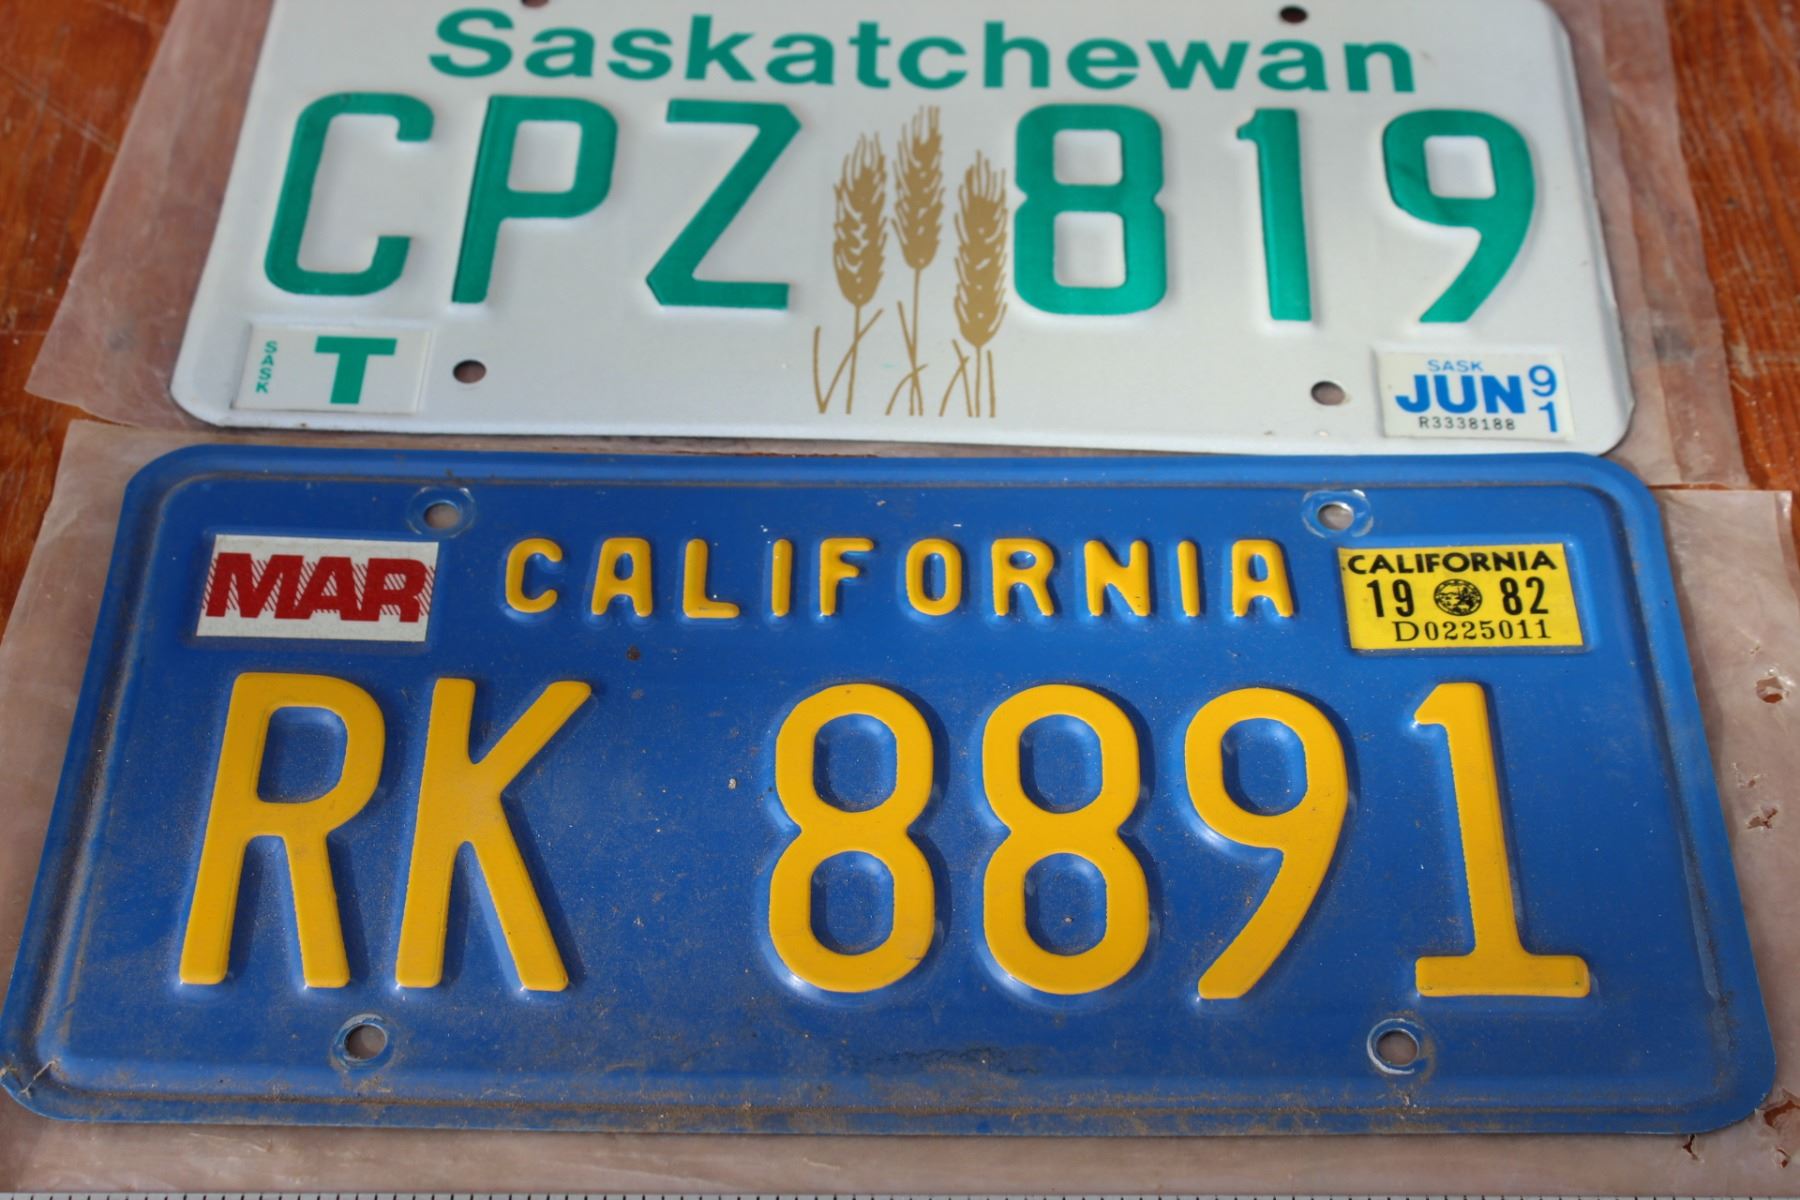 Saskatchewan
CPZ 819
SASK T
SASK
JUN 91
R3338188
MAR
CALIFORNIA
CALIFORNIA
19 82
D0225011
RK 8891